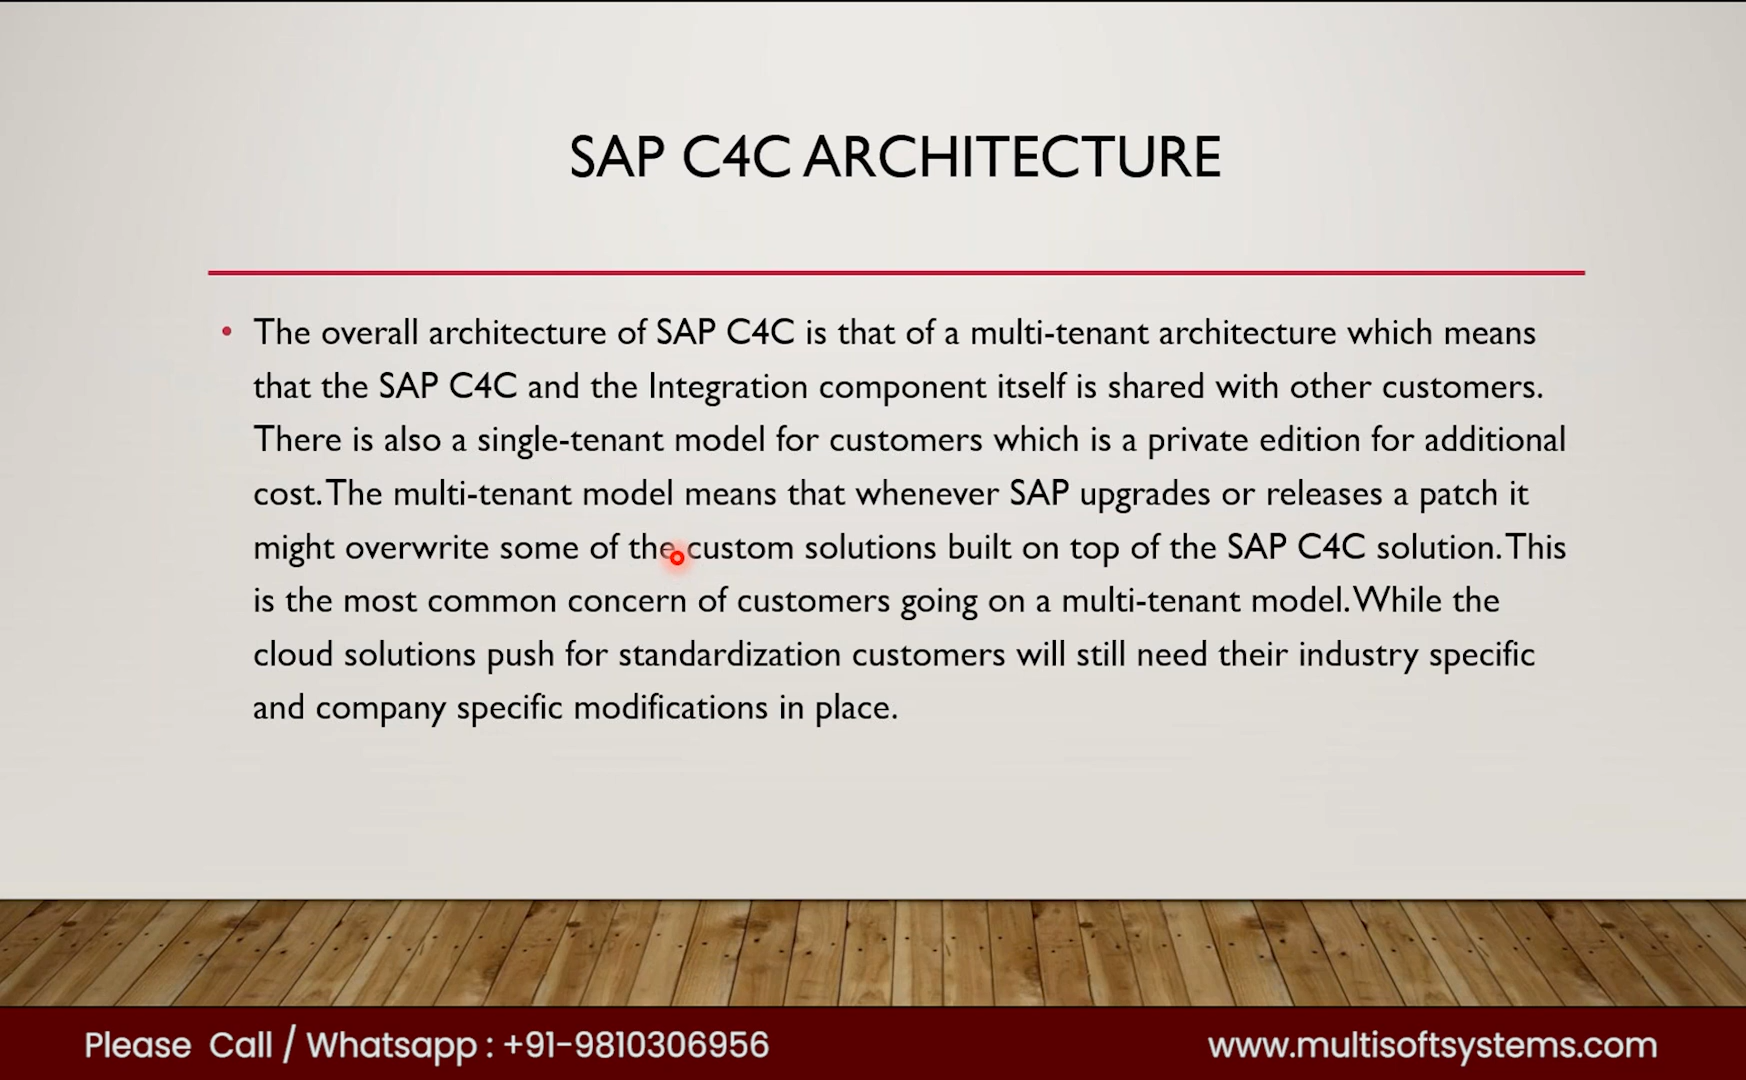 SAP C4C ARCHITECTURE
• The overall architecture of SAP C4C is that of a multi-tenant architecture which means
that the SAP C4C and the Integration component itself is shared with other customers.
There is also a single-tenant model for customers which is a private edition for additional
cost. The multi-tenant model means that whenever SAP upgrades or releases a patch it
might overwrite some of the custom solutions built on top of the SAP C4C solution. This
is the most common concern of customers going on a multi-tenant model. While the
cloud solutions push for standardization customers will still need their industry specific
and company specific modifications in place.
Please Call / Whatsapp : +91-9810306956
www.multisoftsystems.com